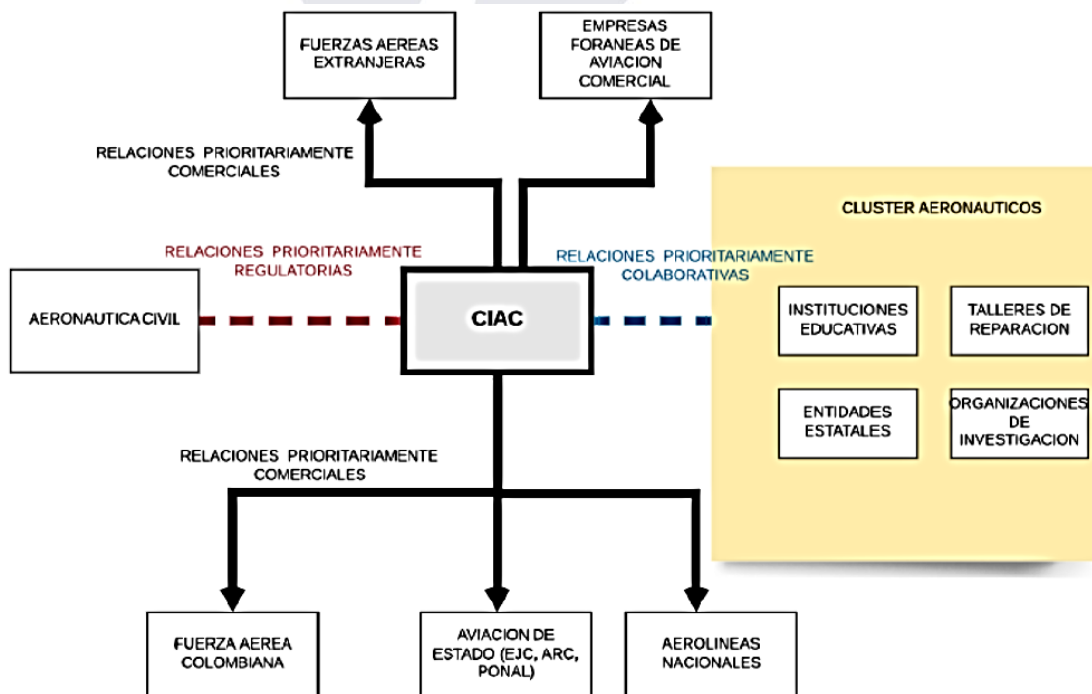 FUERZAS AEREAS
EXTRANJERAS
EMPRESAS
FORANEAS DE
AVIACION
COMERCIAL
RELACIONES PRIORITARIAMENTE
COMERCIALES
CLUSTER AERONAUTICOS
RELACIONES PRIORITARIAMENTE
REGULATORIAS
RELACIONES PRIORITARIAMENTE
COLABORATIVAS
AERONAUTICA CIVIL
CIAC
INSTITUCIONES
EDUCATIVAS
TALLERES DE
REPARACION
ENTIDADES
ESTATALES
ORGANIZACIONES
DE
INVESTIGACION
RELACIONES PRIORITARIAMENTE
COMERCIALES
FUERZA AEREA
COLOMBIANA
AVIACION DE
ESTADO (EJC, ARC,
PONAL)
AEROLINEAS
NACIONALES